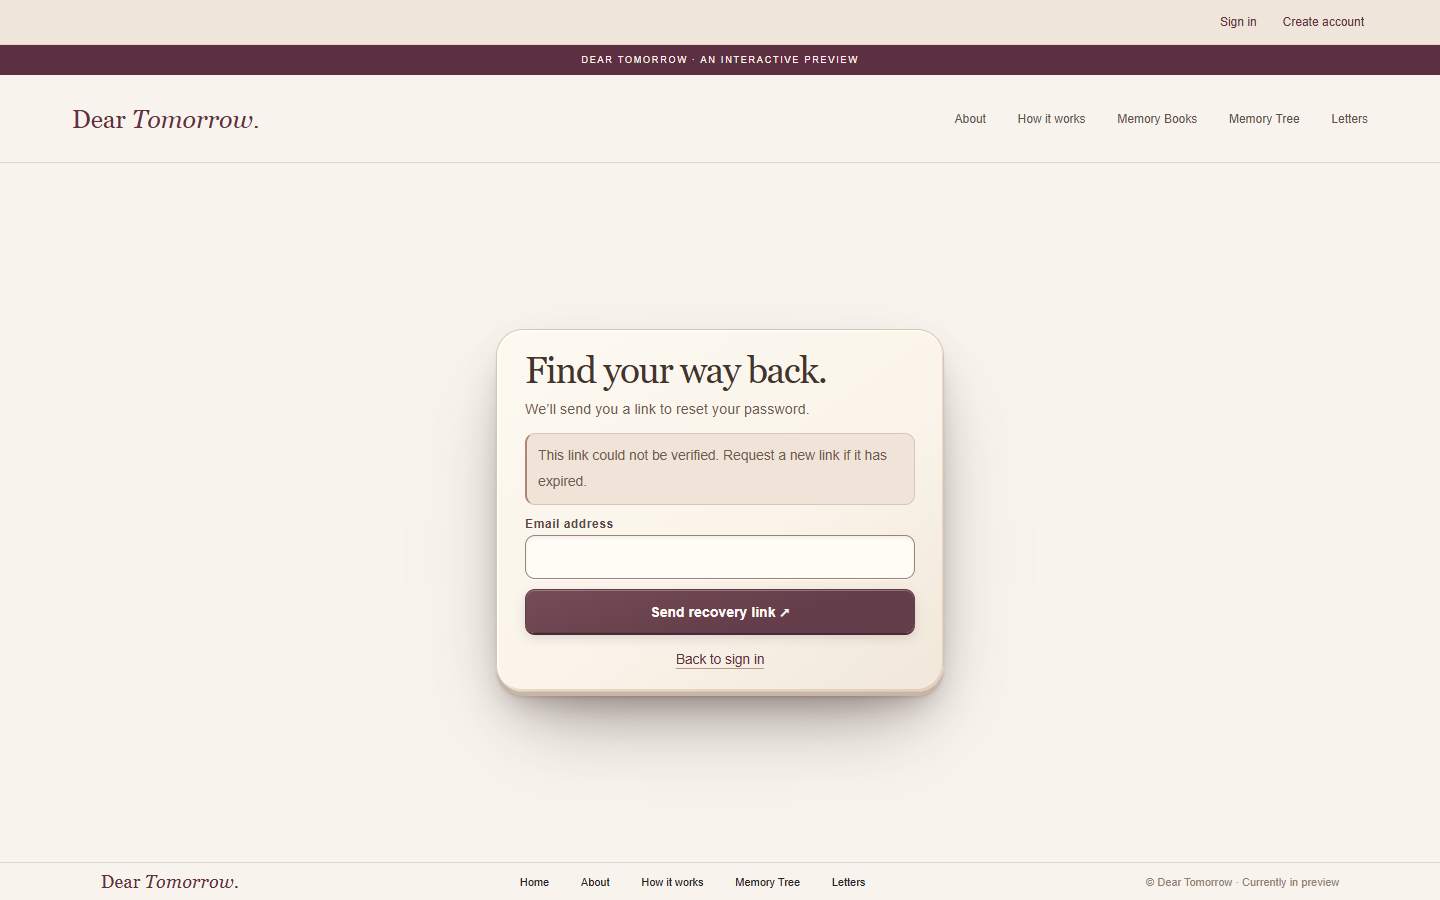 Sign in Create account
DEAR TOMORROW · AN INTERACTIVE PREVIEW
Dear Tomorrow.
About How it works Memory Books Memory Tree Letters
Find your way back.
We’ll send you a link to reset your password.
This link could not be verified. Request a new link if it has
expired.
Email address
Send recovery link ↗
Back to sign in
Dear Tomorrow.
Home About How it works Memory Tree Letters
© Dear Tomorrow · Currently in preview